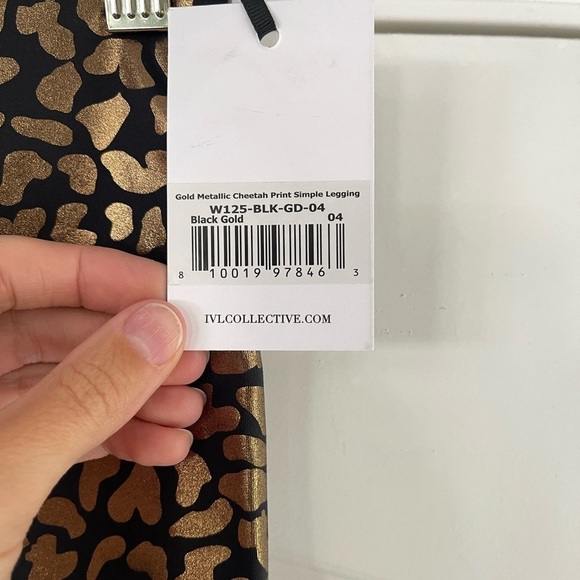 Gold Metallic Cheetah Print Simple Legging
W125-BLK-GD-04
Black Gold 04
8 10019 97846 3
IVLCOLLECTIVE.COM